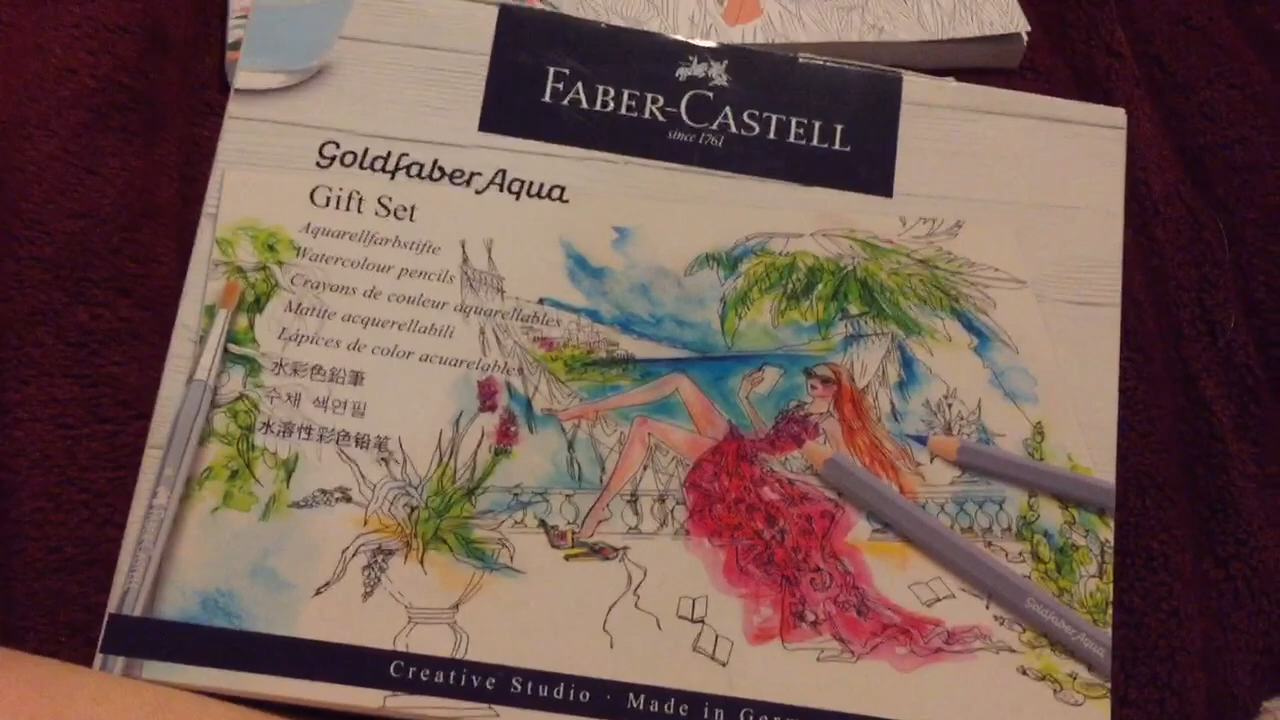 FABER-CASTELL
since 1761
Goldfaber Aqua
Gift Set
Aquarellfarbstifte
Watercolour pencils
Crayons de couleur aquarellables
Matite acquerellabili
Lápices de color acuarelables
水彩色鉛筆
수채 색연필
水溶性彩色铅笔
Goldfaber Aqua
Creative Studio · Made in